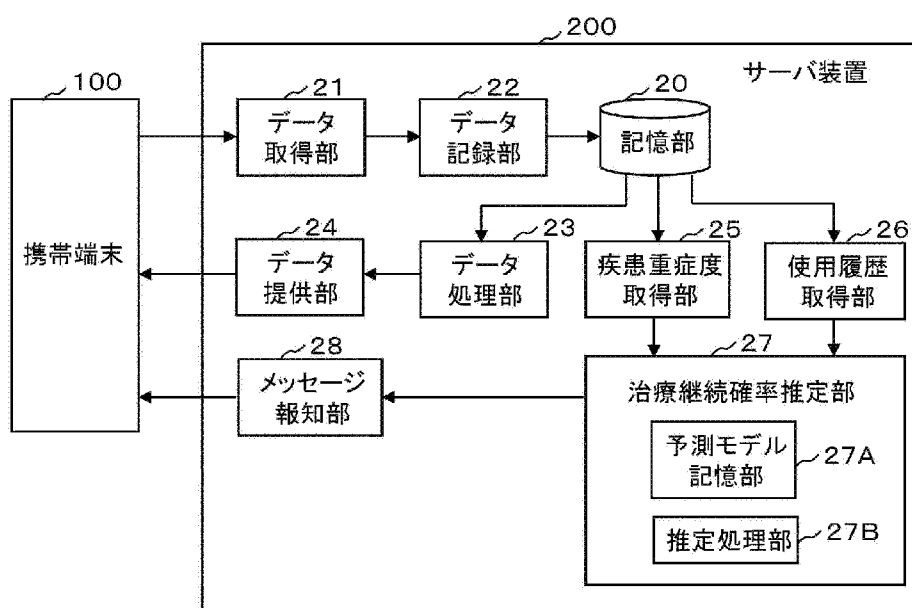 200
サーバ装置
100
携帯端末
21
データ
取得部
22
データ
記録部
20
記憶部
24
データ
提供部
23
データ
処理部
25
疾患重症度
取得部
26
使用履歴
取得部
28
メッセージ
報知部
27
治療継続確率推定部
予測モデル
記憶部
27A
推定処理部
27B